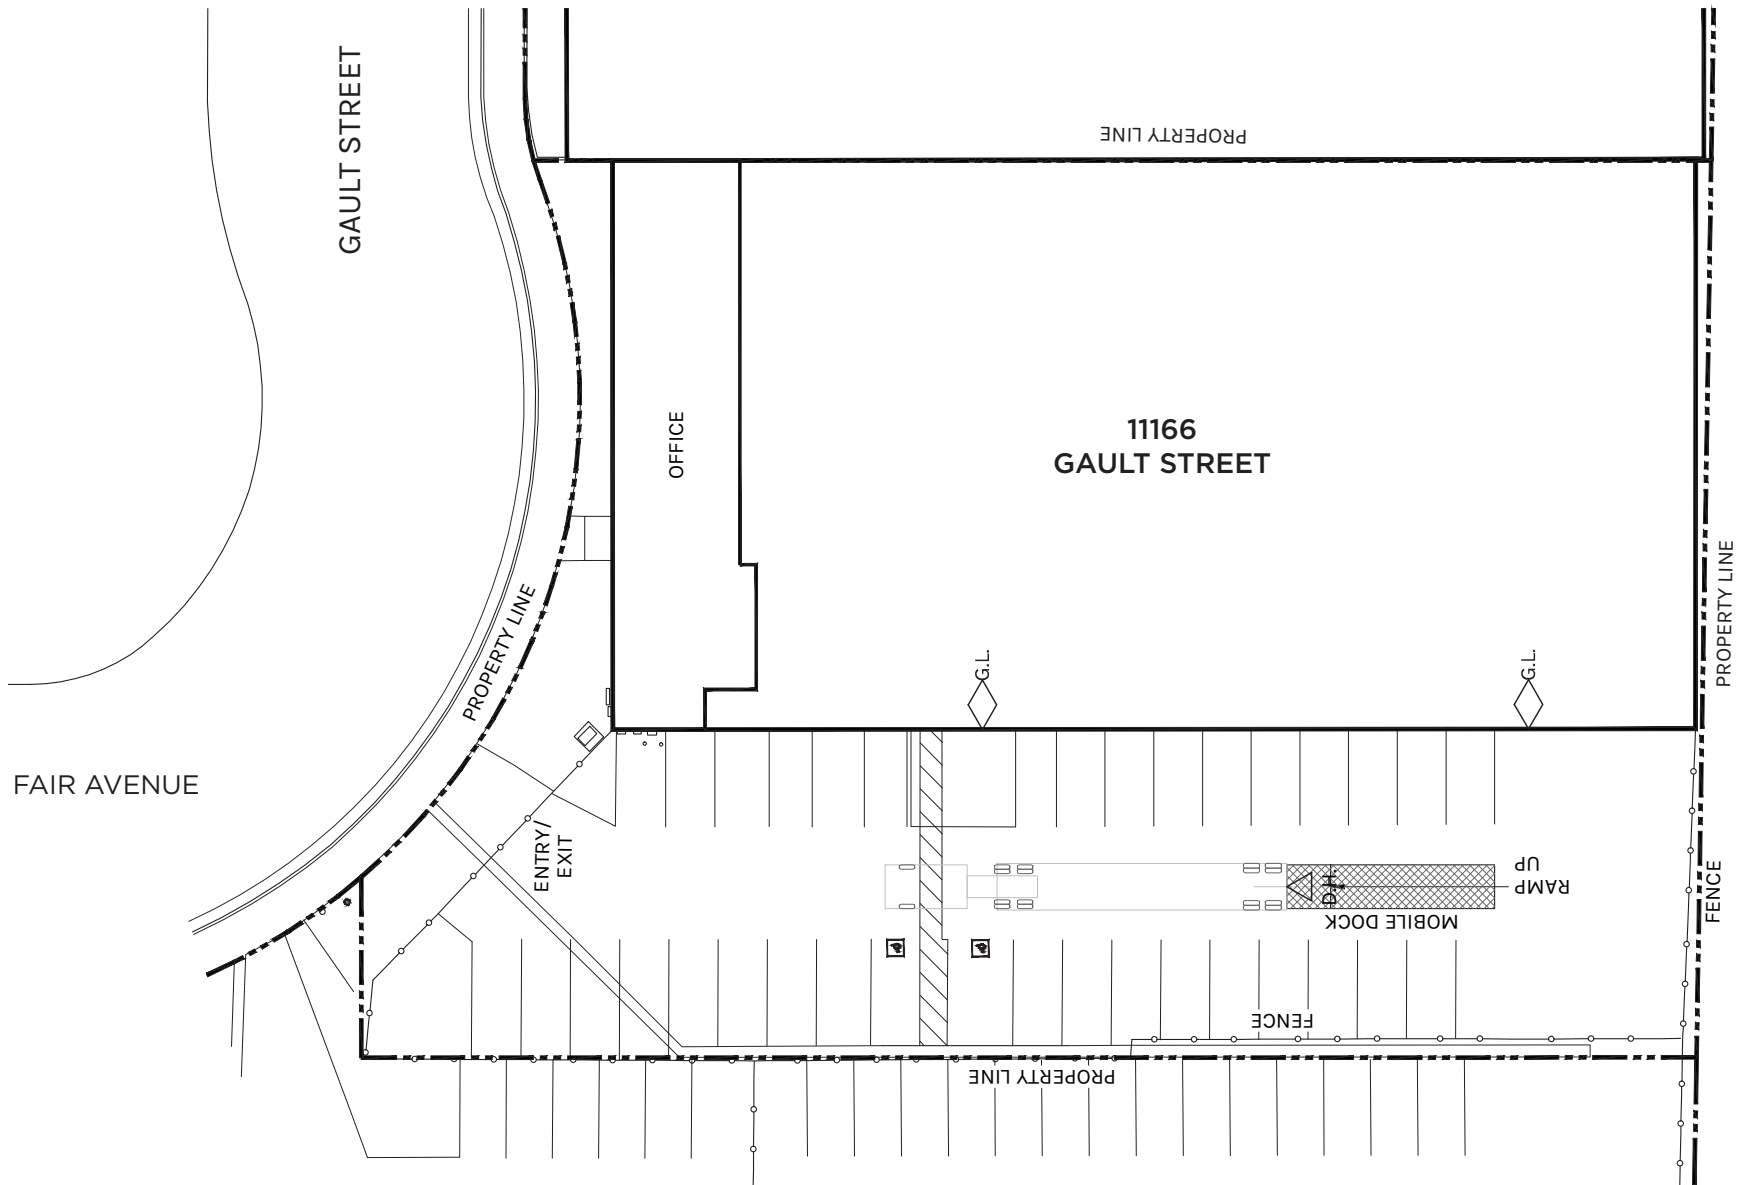 GAULT STREET
PROPERTY LINE
OFFICE
11166
GAULT STREET
PROPERTY LINE
PROPERTY LINE
G.L.
G.L.
FAIR AVENUE
ENTRY/
EXIT
D.H.
RAMP
UP
MOBILE DOCK
FENCE
FENCE
PROPERTY LINE